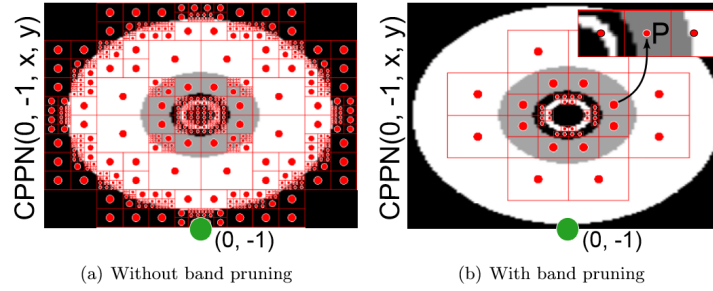 CPPN(0, -1, x, y)
(0, -1)
(a) Without band pruning
CPPN(0, -1, x, y)
P
(0, -1)
(b) With band pruning